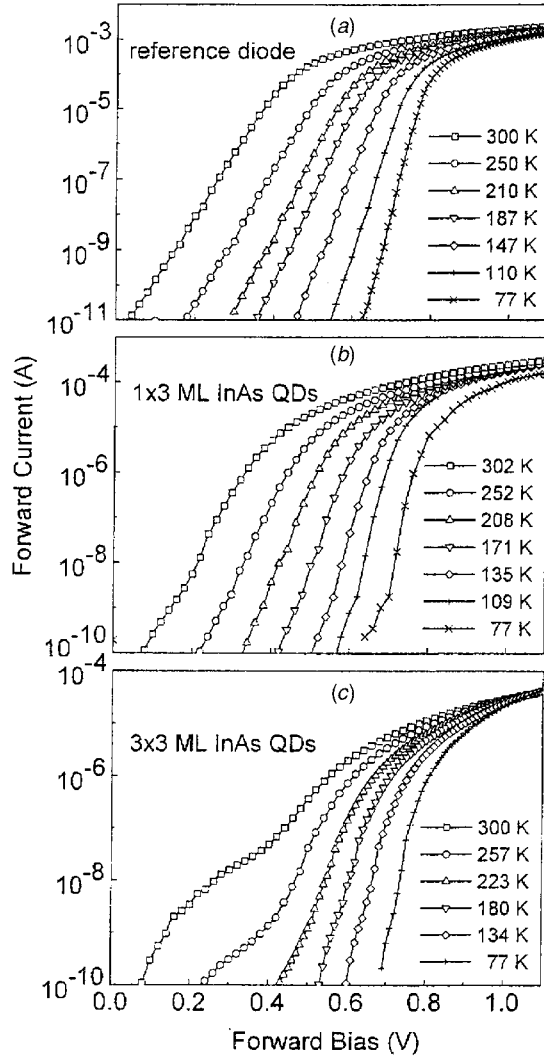 (a)
reference diode
10-3
10-5
10-7
10-9
10-11
300 K
250 K
210 K
187 K
147 K
110 K
77 K
(b)
1x3 ML InAs QDs
10-4
10-6
10-8
10-10
302 K
252 K
208 K
171 K
135 K
109 K
77 K
Forward Current (A)
(c)
3x3 ML InAs QDs
10-4
10-6
10-8
10-10
300 K
257 K
223 K
180 K
134 K
77 K
0.0 0.2 0.4 0.6 0.8 1.0
Forward Bias (V)